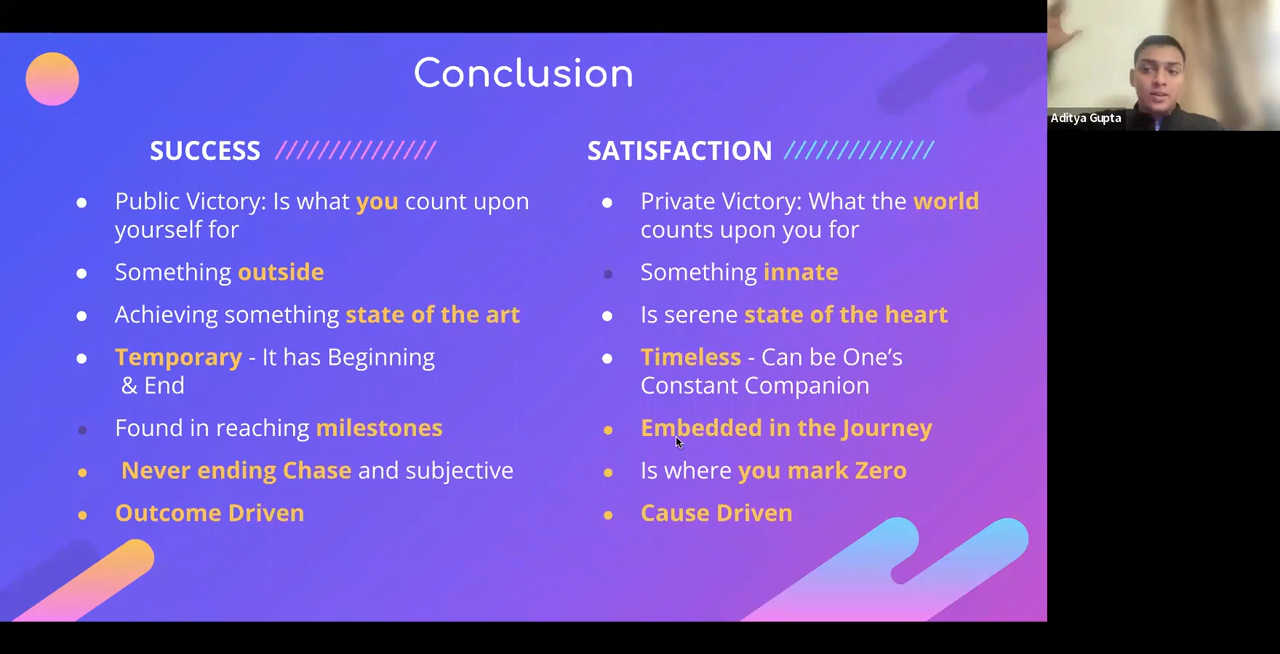 Conclusion
SUCCESS ///////////////
Public Victory: Is what you count upon
yourself for
Something outside
Achieving something state of the art
Temporary - It has Beginning
& End
Found in reaching milestones
Never ending Chase and subjective
Outcome Driven
SATISFACTION //////////////
Private Victory: What the world
counts upon you for
Something innate
Is serene state of the heart
Timeless - Can be One’s
Constant Companion
Embedded in the Journey
Is where you mark Zero
Cause Driven
Aditya Gupta